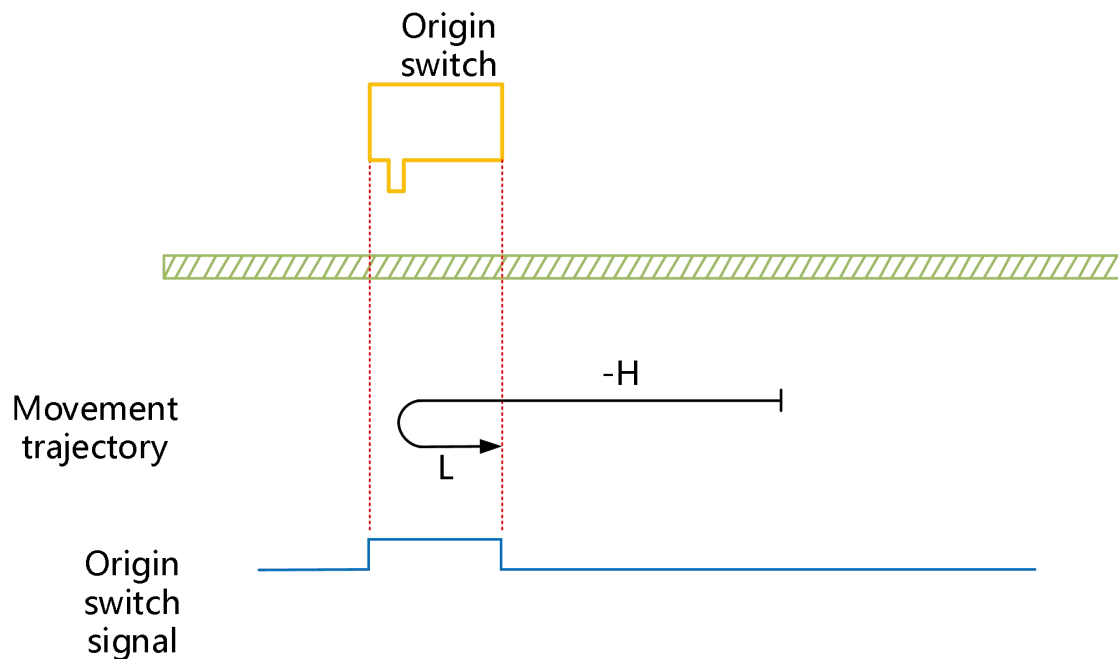 Origin
switch
-H
Movement
trajectory
L
Origin
switch
signal